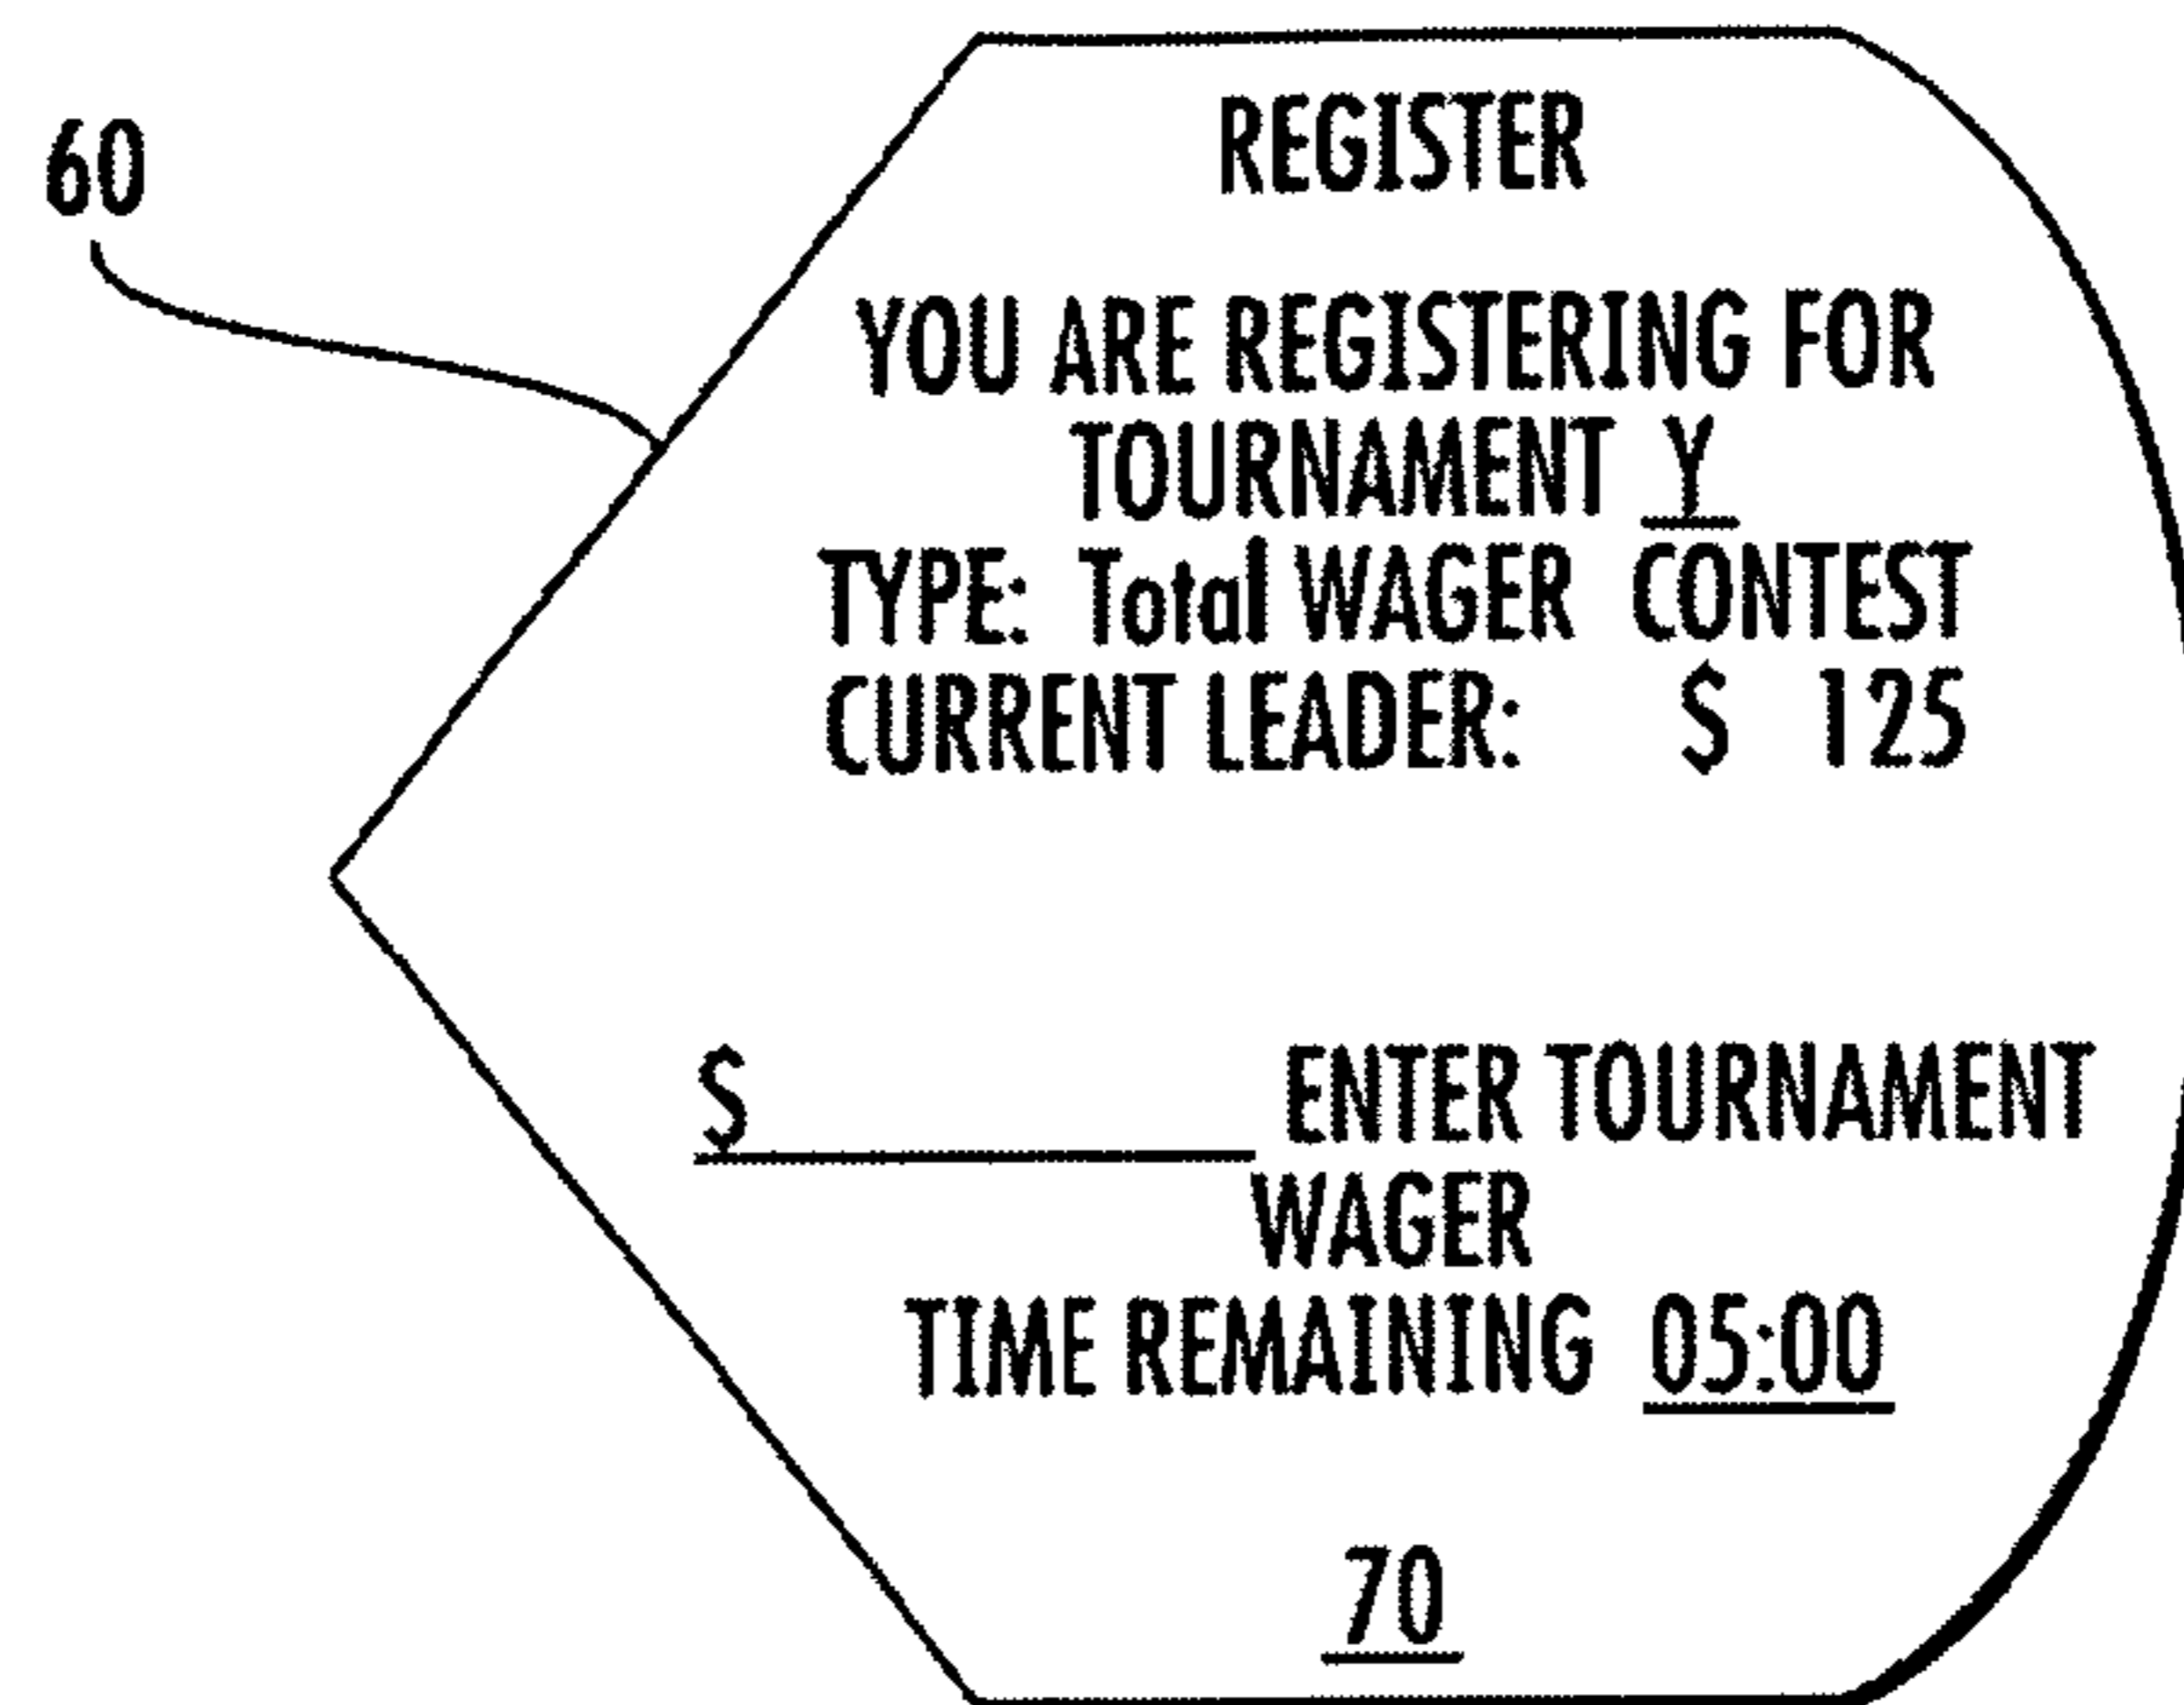 60
REGISTER
YOU ARE REGISTERING FOR
TOURNAMENT Y
TYPE: Total WAGER CONTEST
CURRENT LEADER: $ 125
$__________ ENTER TOURNAMENT
WAGER
TIME REMAINING 05:00
70